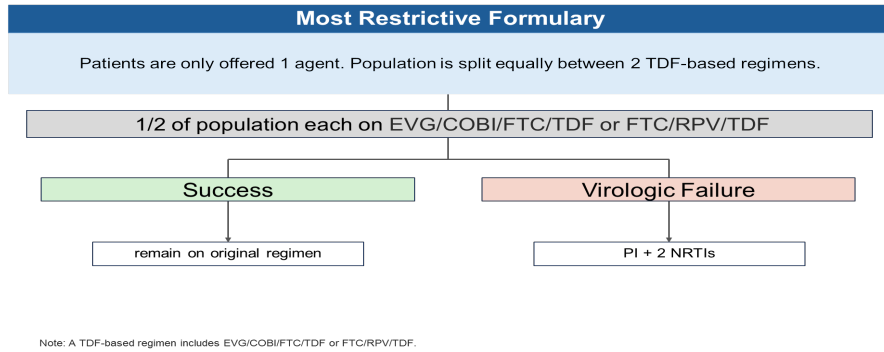 Most Restrictive Formulary
Patients are only offered 1 agent. Population is split equally between 2 TDF-based regimens.
1/2 of population each on EVG/COBI/FTC/TDF or FTC/RPV/TDF
Success
Virologic Failure
remain on original regimen
PI + 2 NRTIs
Note: A TDF-based regimen includes EVG/COBI/FTC/TDF or FTC/RPV/TDF.